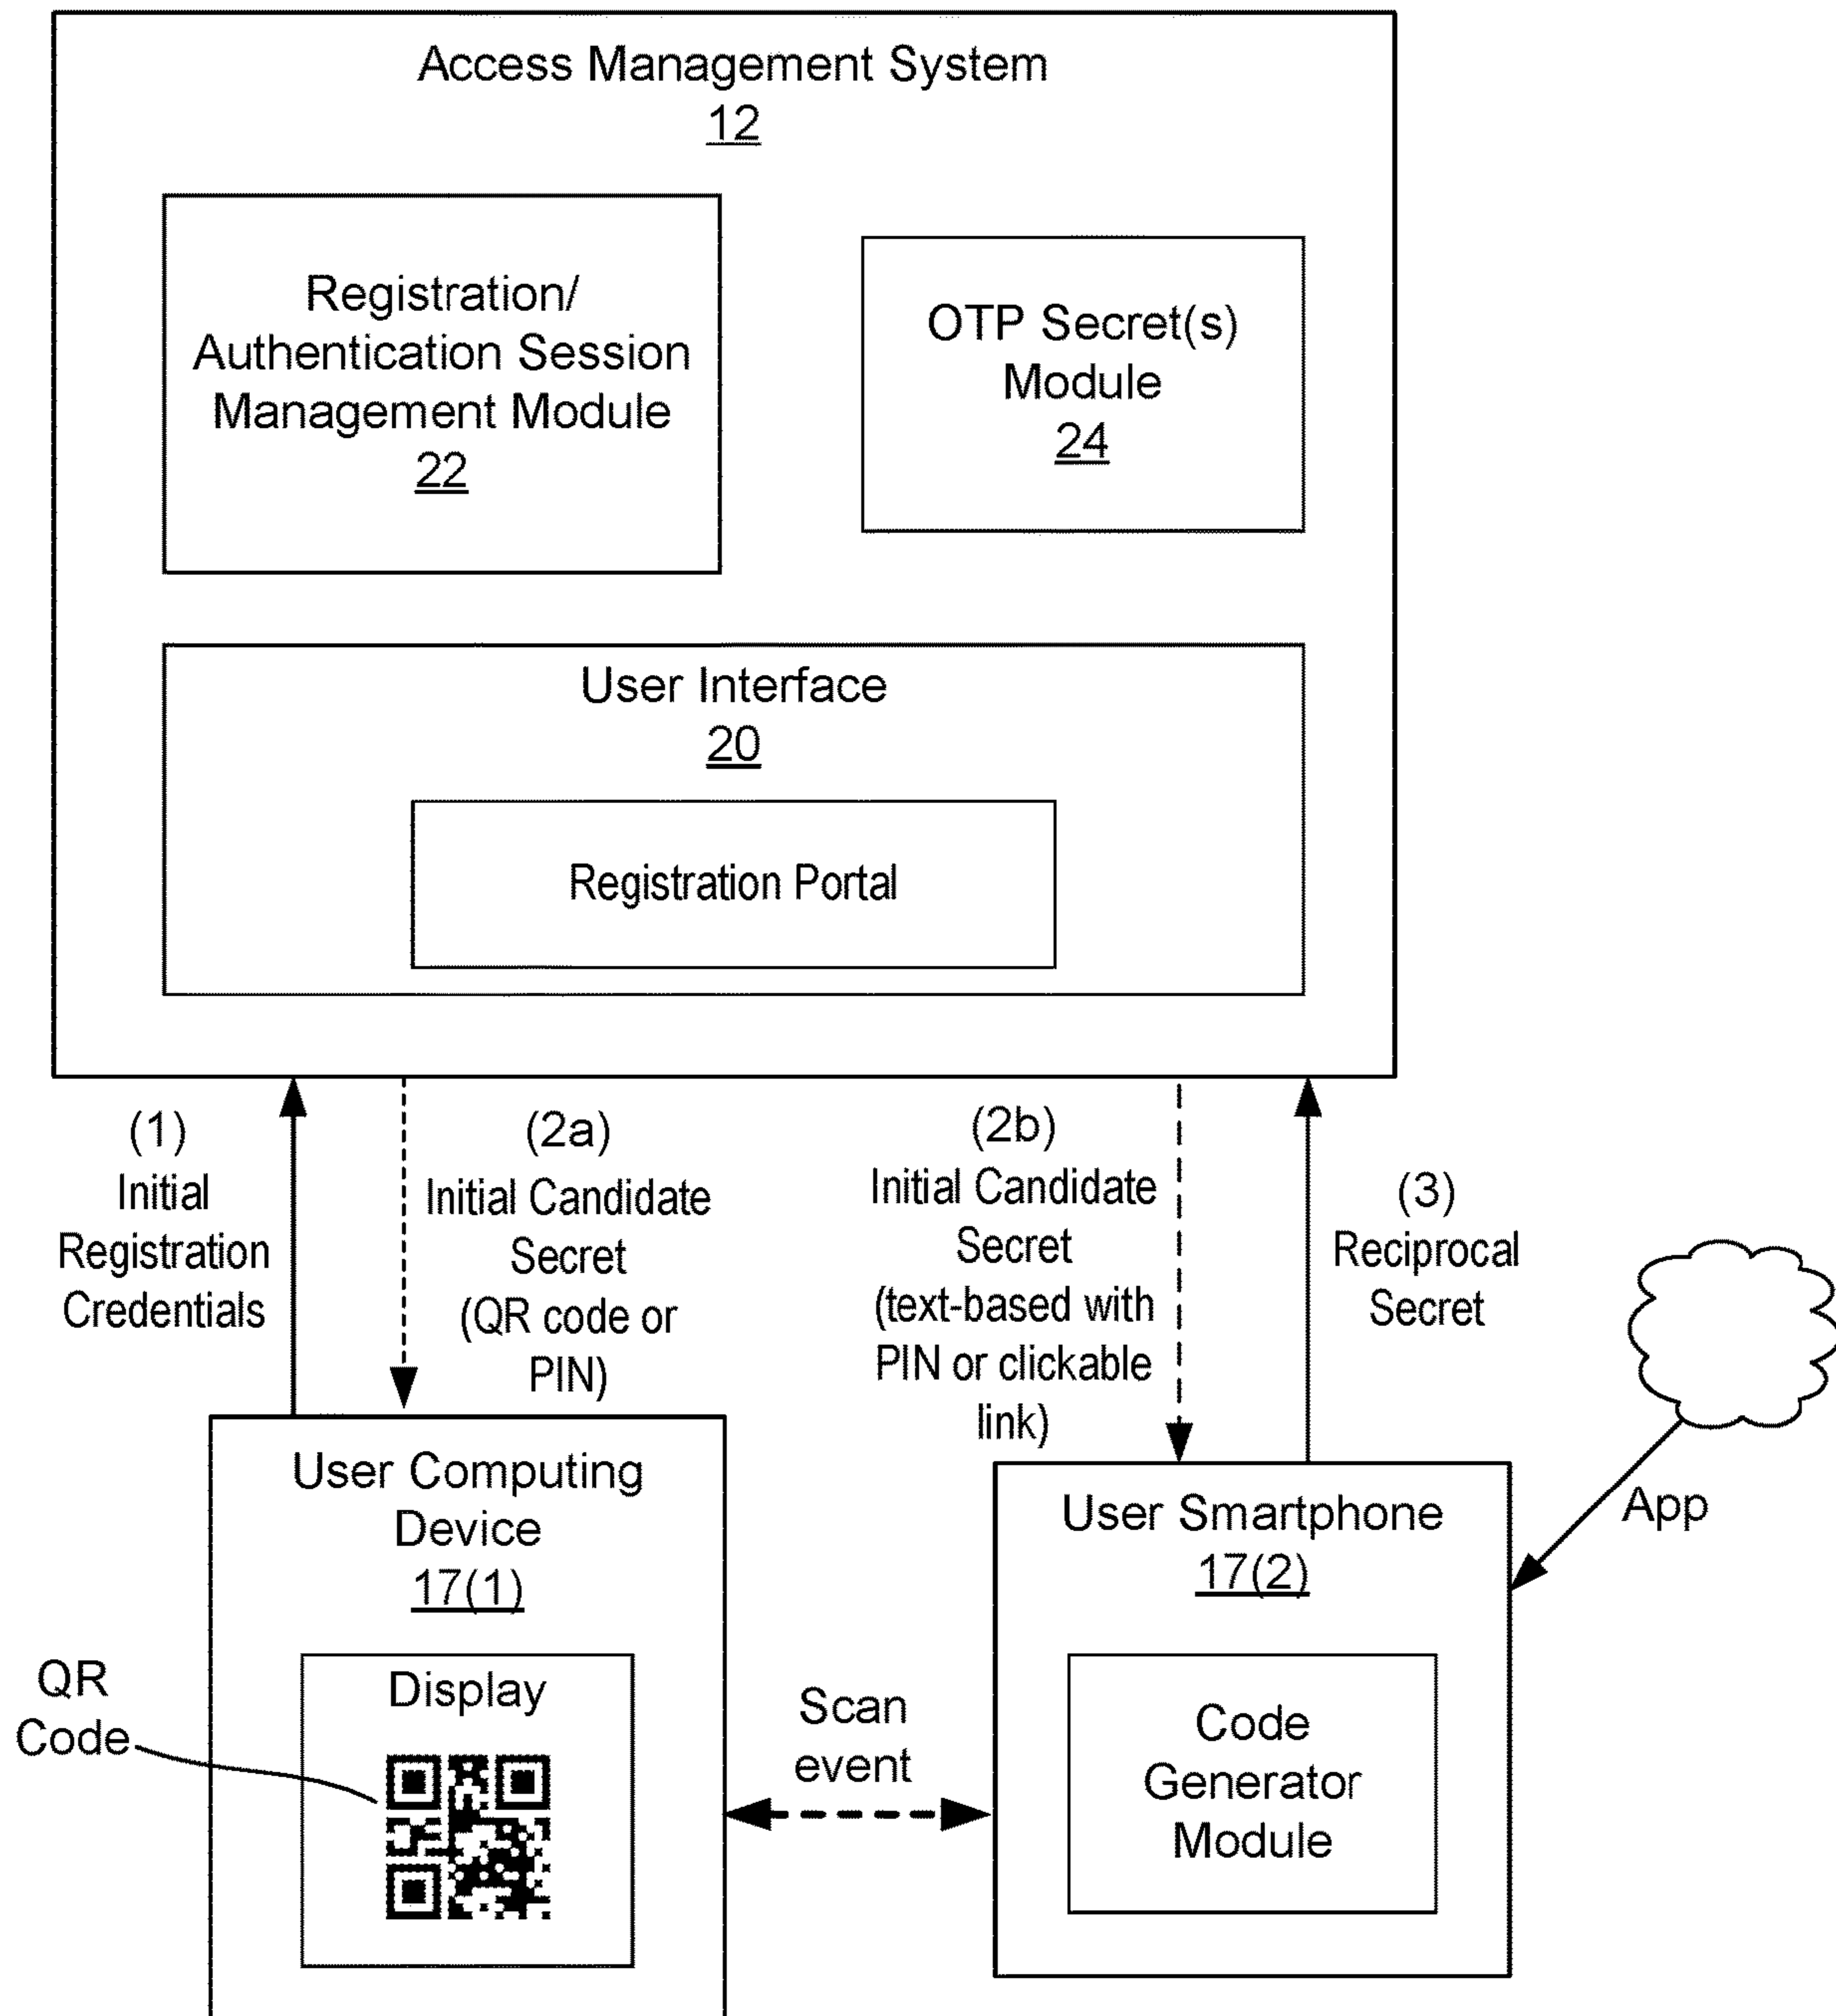 Access Management System
12
Registration/
Authentication Session
Management Module
22
OTP Secret(s)
Module
24
User Interface
20
Registration Portal
(1)
Initial
Registration
Credentials
(2a)
Initial Candidate
Secret
(QR code or
PIN)
(2b)
Initial Candidate
Secret
(text-based with
PIN or clickable
link)
(3)
Reciprocal
Secret
App
User Computing
Device
17(1)
QR
Code
Display
Scan
event
User Smartphone
17(2)
Code
Generator
Module